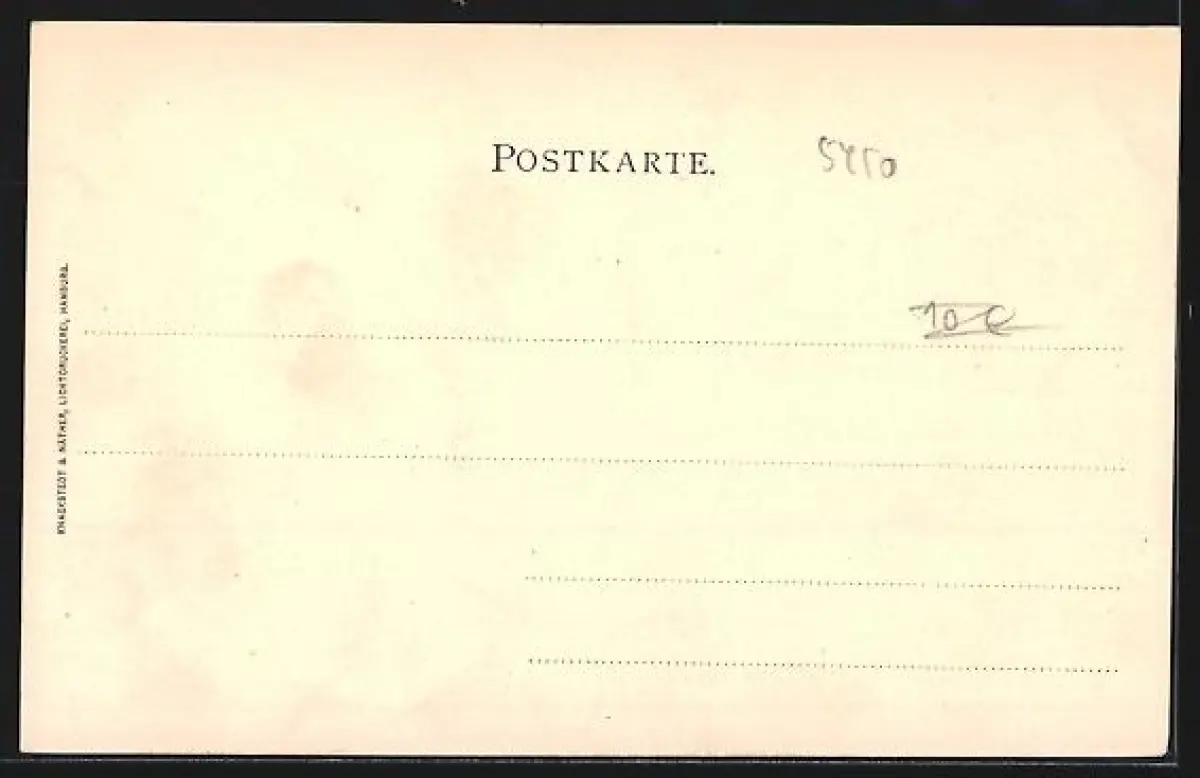 POSTKARTE.
5450
10 €
KNACKSTEDT & NÄTHER, LICHTDRUCKEREI, HAMBURG.